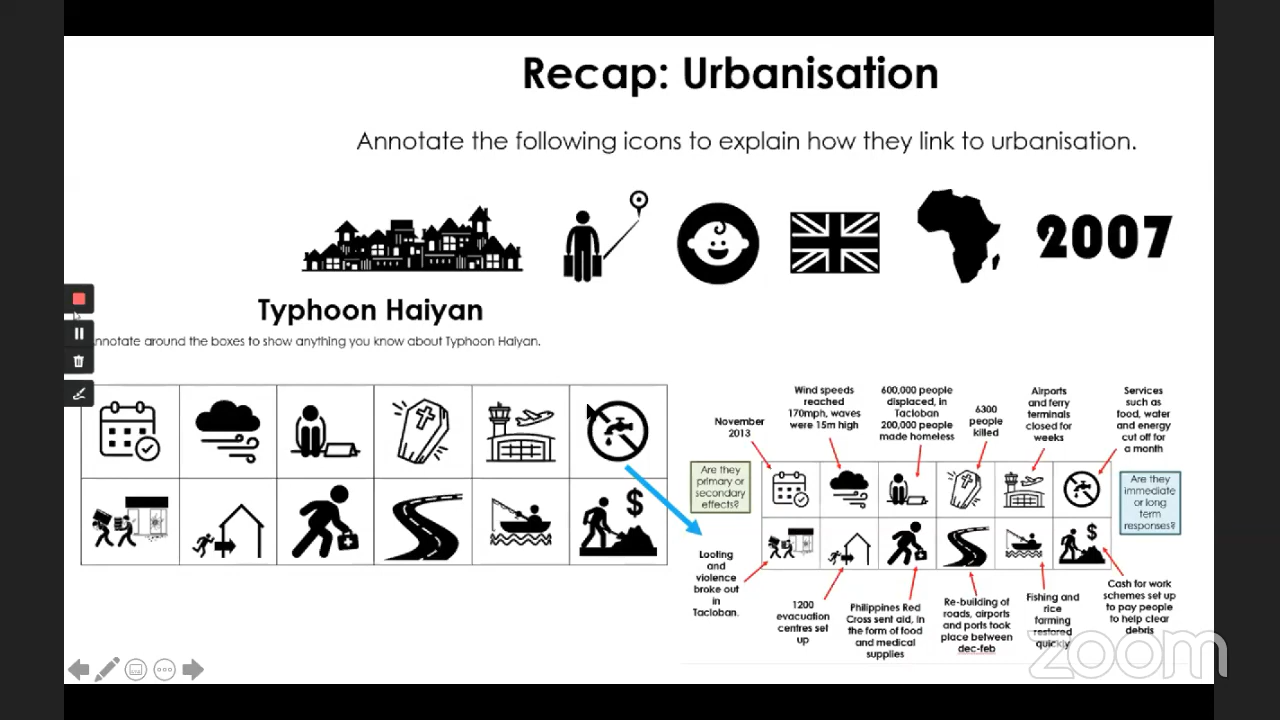 Recap: Urbanisation
Annotate the following icons to explain how they link to urbanisation.
2007
Typhoon Haiyan
nnotate around the boxes to show anything you know about Typhoon Haiyan.
$
November
2013
Wind speeds
reached
170mph, waves
were 15m high
600,000 people
displaced, in
Tacloban
200,000 people
made homeless
6300
people
killed
Airports
and ferry
terminals
closed for
weeks
Services
such as
food, water
and energy
cut off for
a month
Are they
primary or
secondary
effects?
Are they
immediate
or long
term
responses?
$
Looting
and
violence
broke out
in
Tacloban.
1200
evacuation
centres set
up
Philippines Red
Cross sent aid, in
the form of food
and medical
supplies
Re-building of
roads, airports
and ports took
place between
dec-feb
Fishing and
rice
farming
restored
quickly
Cash for work
schemes set up
to pay people
to help clear
debris
zoom